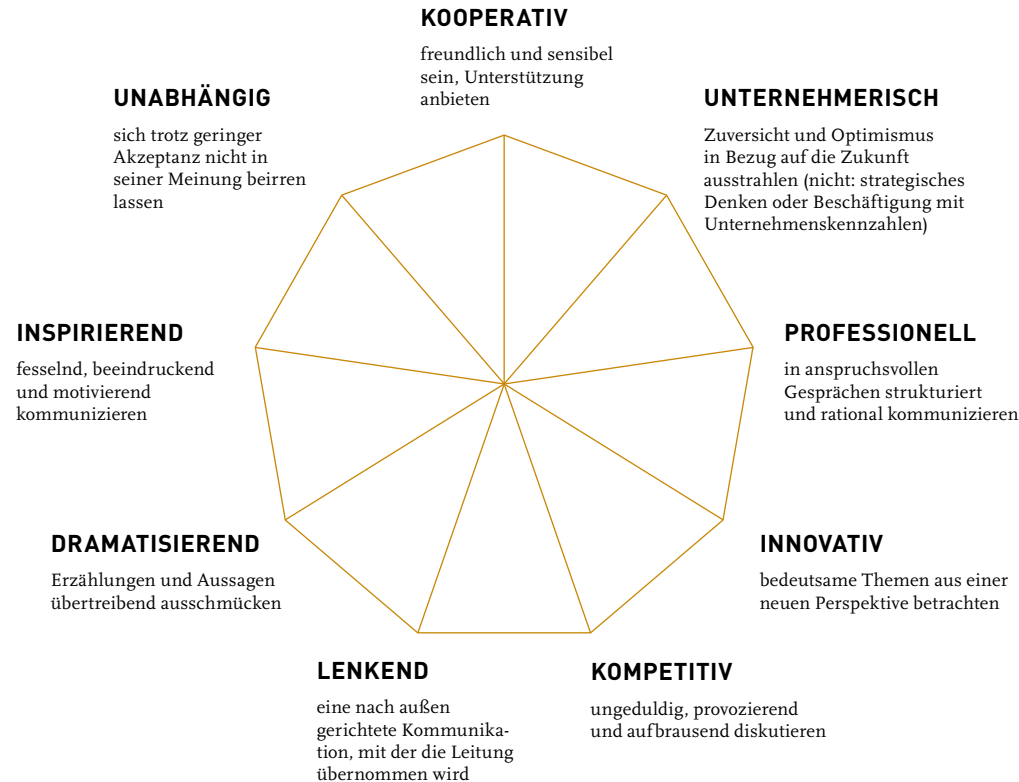 KOOPERATIV
freundlich und sensibel
sein, Unterstützung
anbieten
UNTERNEHMERISCH
Zuversicht und Optimismus
in Bezug auf die Zukunft
ausstrahlen (nicht: strategisches
Denken oder Beschäftigung mit
Unternehmenskennzahlen)
PROFESSIONELL
in anspruchsvollen
Gesprächen strukturiert
und rational kommunizieren
INNOVATIV
bedeutsame Themen aus einer
neuen Perspektive betrachten
KOMPETITIV
ungeduldig, provozierend
und aufbrausend diskutieren
LENKEND
eine nach außen
gerichtete Kommunika-
tion, mit der die Leitung
übernommen wird
DRAMATISIEREND
Erzählungen und Aussagen
übertreibend ausschmücken
INSPIRIEREND
fesselnd, beeindruckend
und motivierend
kommunizieren
UNABHÄNGIG
sich trotz geringer
Akzeptanz nicht in
seiner Meinung beirren
lassen